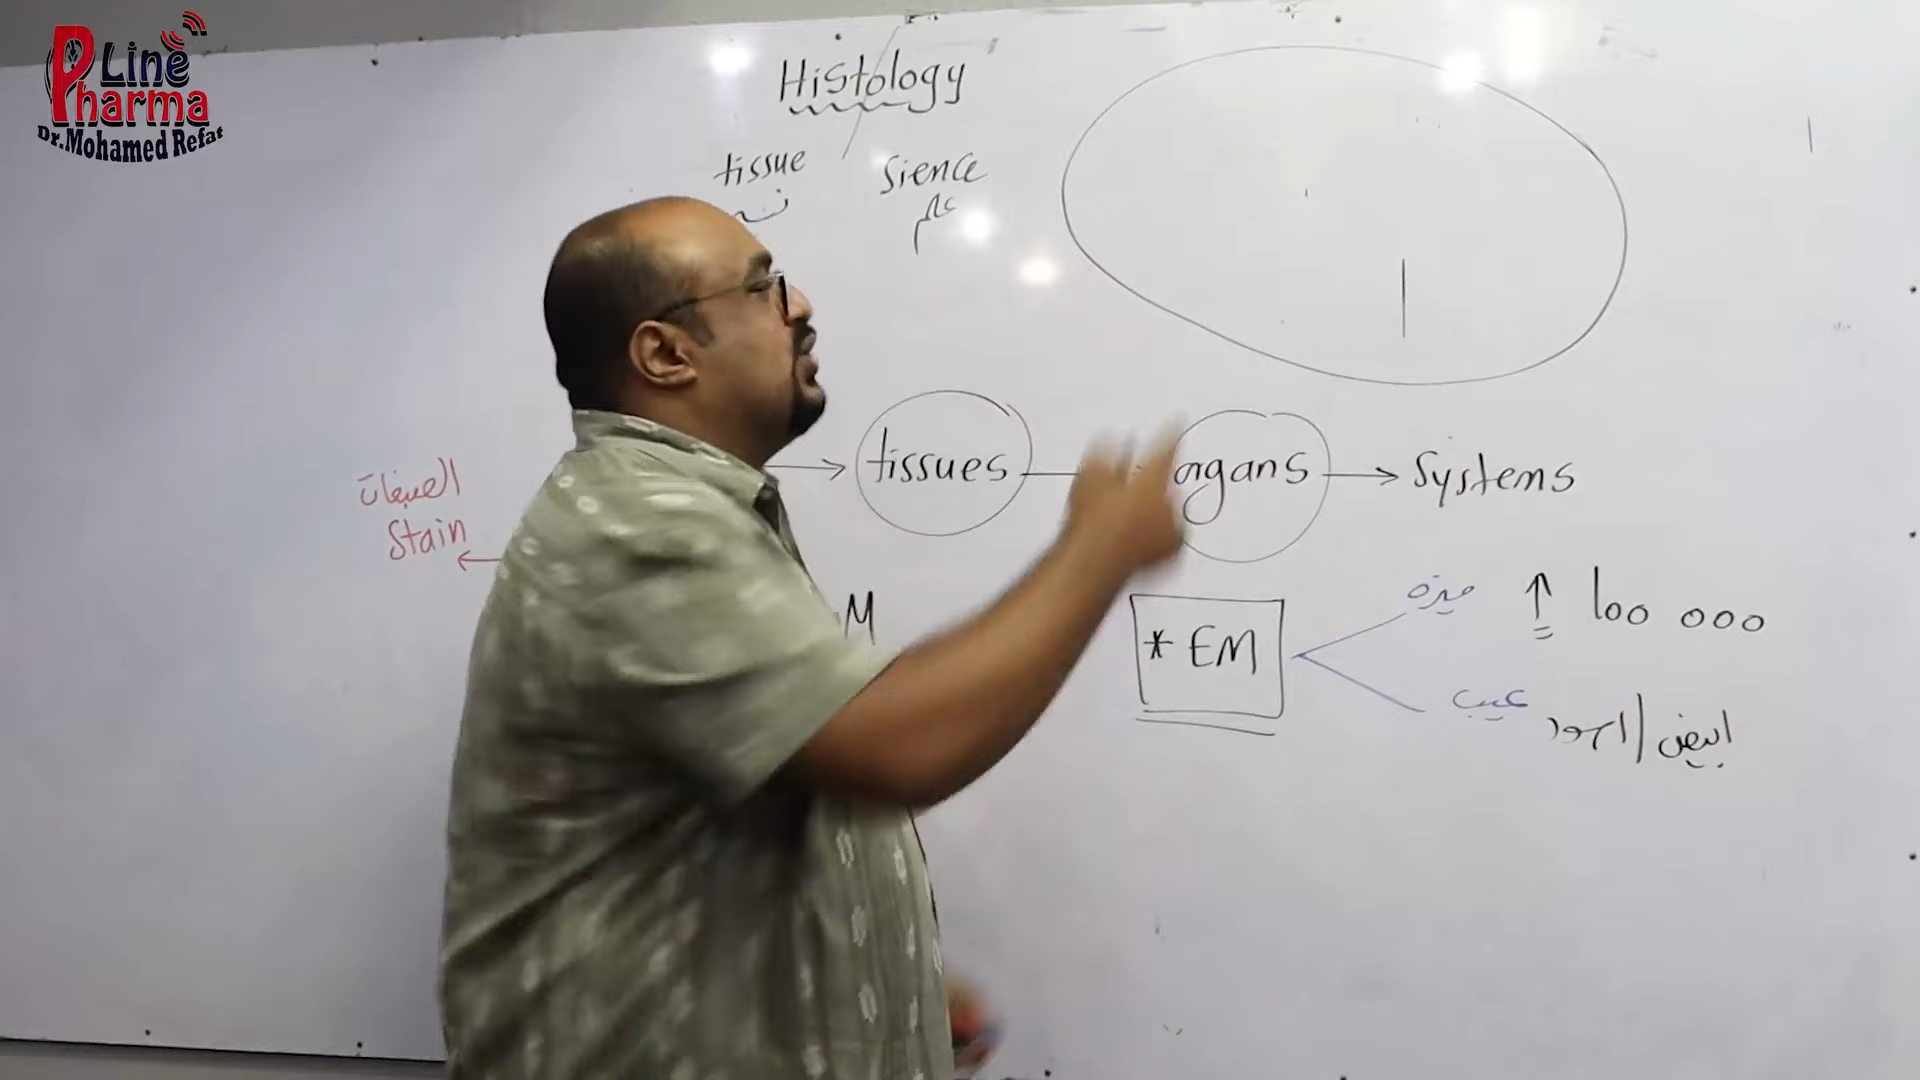 Line
Pharma
Dr.Mohamed Refat
Histology
tissue
Sience
علم
tissues
organs
systems
الصبغات
Stain
M
* EM
ميزة
↑ 100 000
عيب
ابيض / اسود